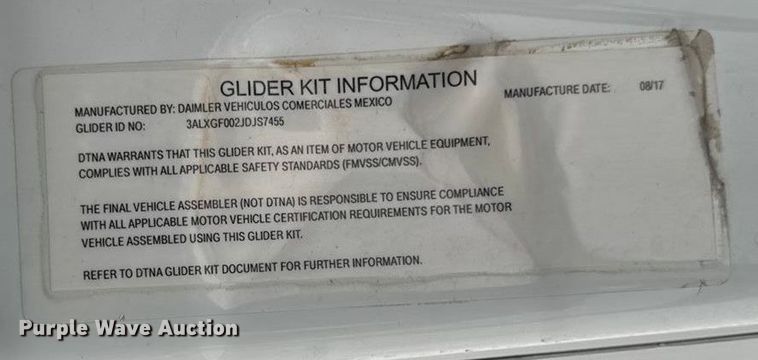 GLIDER KIT INFORMATION
MANUFACTURED BY: DAIMLER VEHICULOS COMERCIALES MEXICO
MANUFACTURE DATE: 08/17
GLIDER ID NO: 3ALXGF002JDJS7455
DTNA WARRANTS THAT THIS GLIDER KIT, AS AN ITEM OF MOTOR VEHICLE EQUIPMENT,
COMPLIES WITH ALL APPLICABLE SAFETY STANDARDS (FMVSS/CMVSS).
THE FINAL VEHICLE ASSEMBLER (NOT DTNA) IS RESPONSIBLE TO ENSURE COMPLIANCE
WITH ALL APPLICABLE MOTOR VEHICLE CERTIFICATION REQUIREMENTS FOR THE MOTOR
VEHICLE ASSEMBLED USING THIS GLIDER KIT.
REFER TO DTNA GLIDER KIT DOCUMENT FOR FURTHER INFORMATION.
Purple Wave Auction